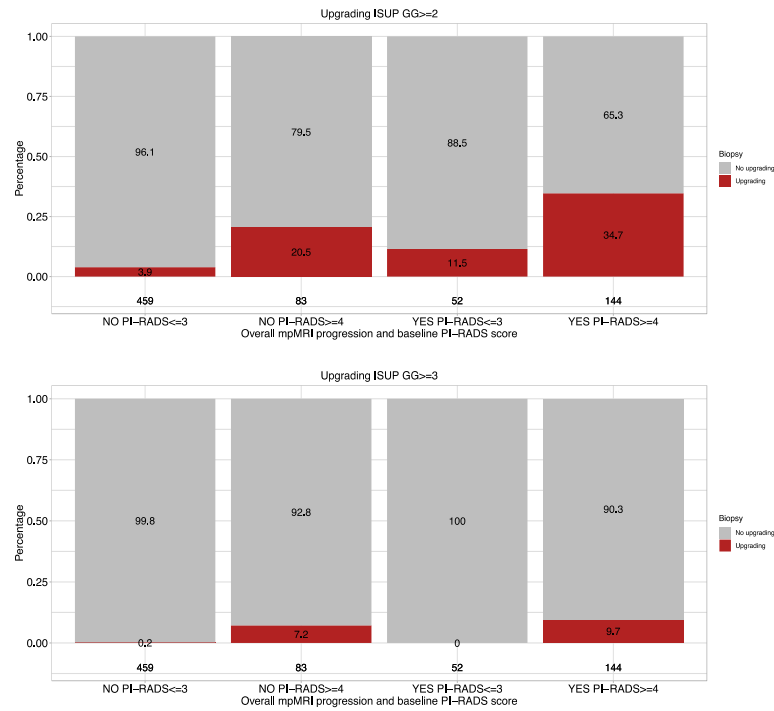 Upgrading ISUP GG>=2
1.00
0.75
0.50
0.25
0.00
Percentage
96.1
79.5
88.5
65.3
3.9
20.5
11.5
34.7
Biopsy
No upgrading
Upgrading
459 83 52 144
NO PI-RADS<=3 NO PI-RADS>=4 YES PI-RADS<=3 YES PI-RADS>=4
Overall mpMRI progression and baseline PI-RADS score
Upgrading ISUP GG>=3
1.00
0.75
0.50
0.25
0.00
Percentage
99.8
92.8
100
90.3
0.2
7.2
0
9.7
Biopsy
No upgrading
Upgrading
459 83 52 144
NO PI-RADS<=3 NO PI-RADS>=4 YES PI-RADS<=3 YES PI-RADS>=4
Overall mpMRI progression and baseline PI-RADS score